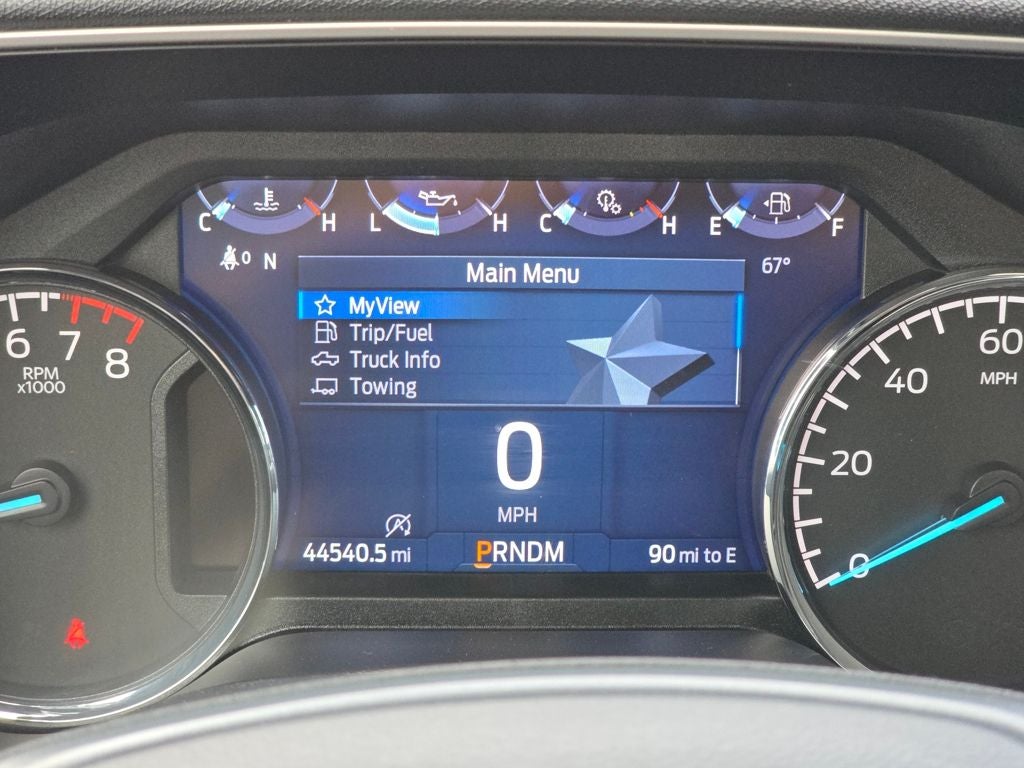 C H L H C H E F
0 N
67°
Main Menu
MyView
Trip/Fuel
Truck Info
Towing
6 7 8
RPM
x1000
0
MPH
44540.5 mi
PRNDM
90 mi to E
60
MPH
40
20
0